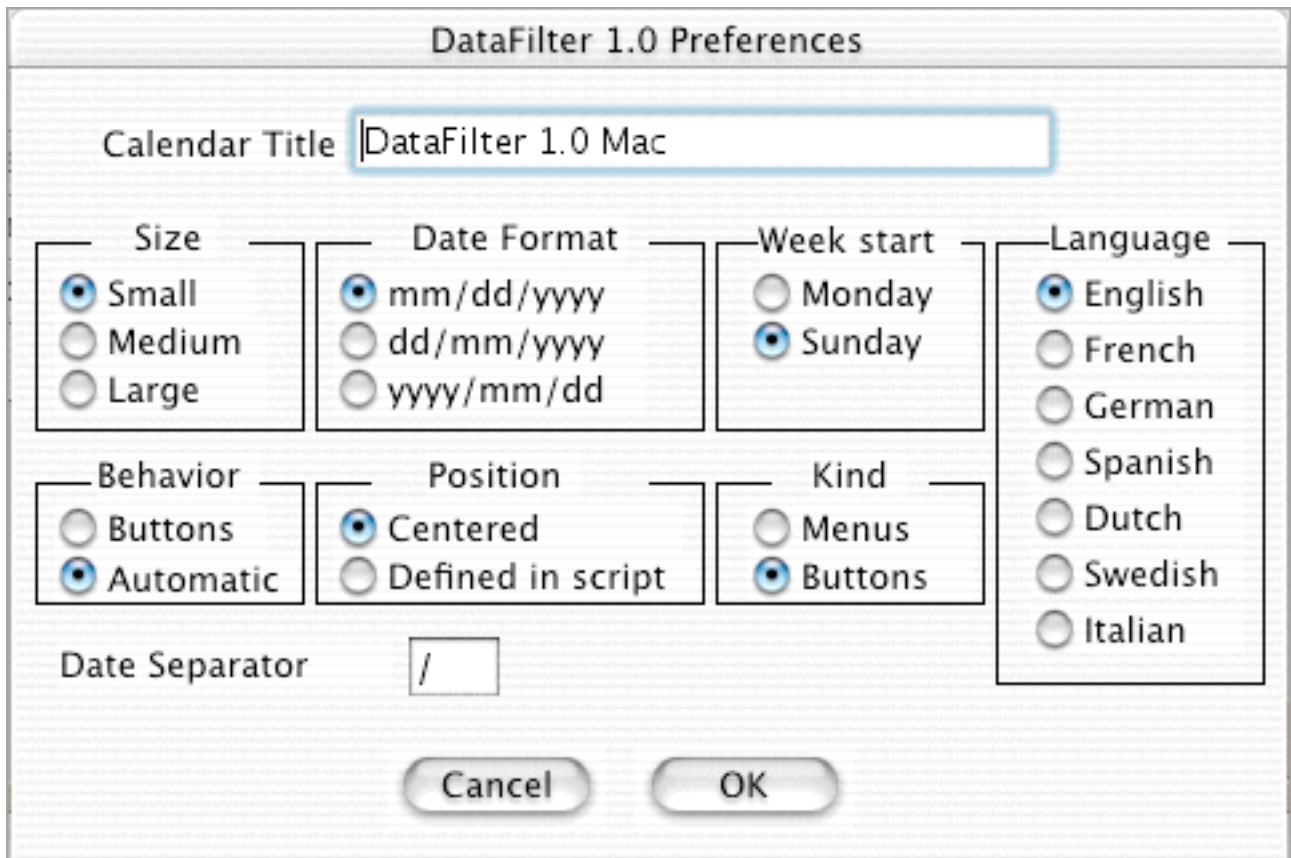 DataFilter 1.0 Preferences
Calendar Title DataFilter 1.0 Mac
Size
Small
Medium
Large
Date Format
mm/dd/yyyy
dd/mm/yyyy
yyyy/mm/dd
Week start
Monday
Sunday
Language
English
French
German
Spanish
Dutch
Swedish
Italian
Behavior
Buttons
Automatic
Position
Centered
Defined in script
Kind
Menus
Buttons
Date Separator /
Cancel OK